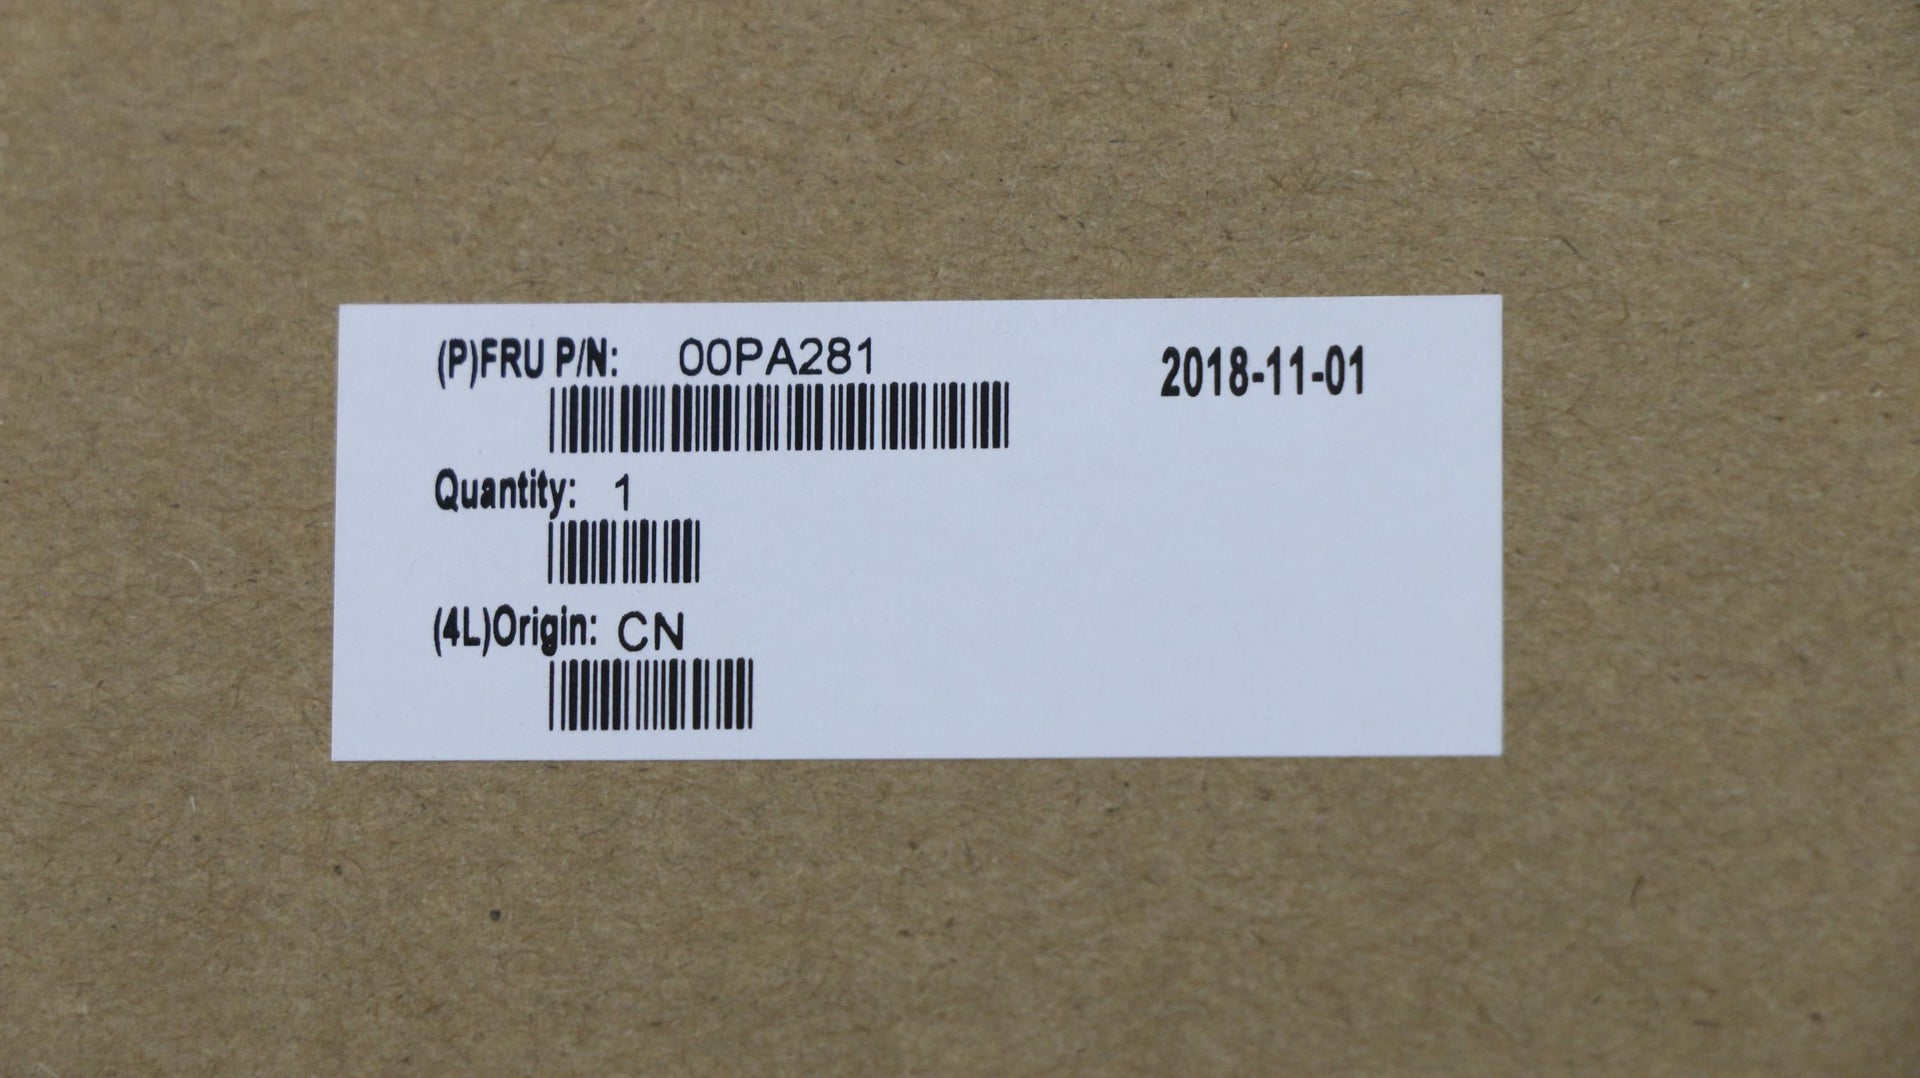 (P)FRU P/N: 00PA281
2018-11-01
Quantity: 1
(4L)Origin: CN